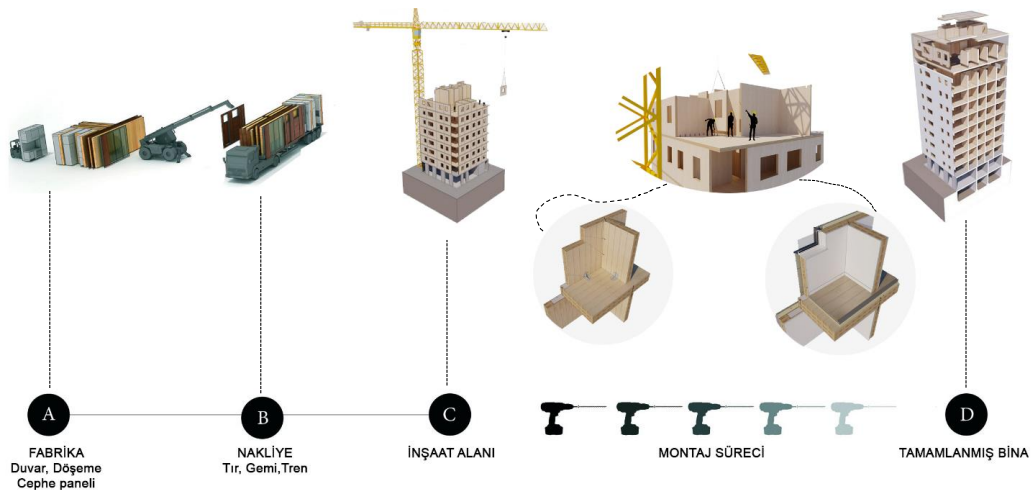 A
FABRİKA
Duvar, Döşeme
Cephe paneli
B
NAKLİYE
Tır, Gemi,Tren
C
İNŞAAT ALANI
MONTAJ SÜRECİ
D
TAMAMLANMIŞ BİNA